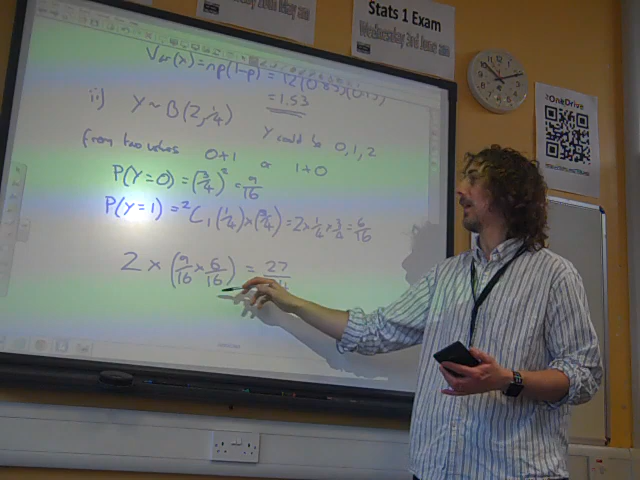 Stats 1 Exam
Wednesday 3rd June am
Var(x) = np(1-p) = 12(0.85)(0.15)
= 1.53
#OneDrive
ii) Y ~ B(2, ¼)
Y could be 0, 1, 2
from two values 0+1 or 1+0
P(Y=0) = (¾)² = 9/16
P(Y=1) = ²C₁(¼)×(¾) = 2×¼×¾ = 6/16
2 × (9/16 × 6/16) = 27